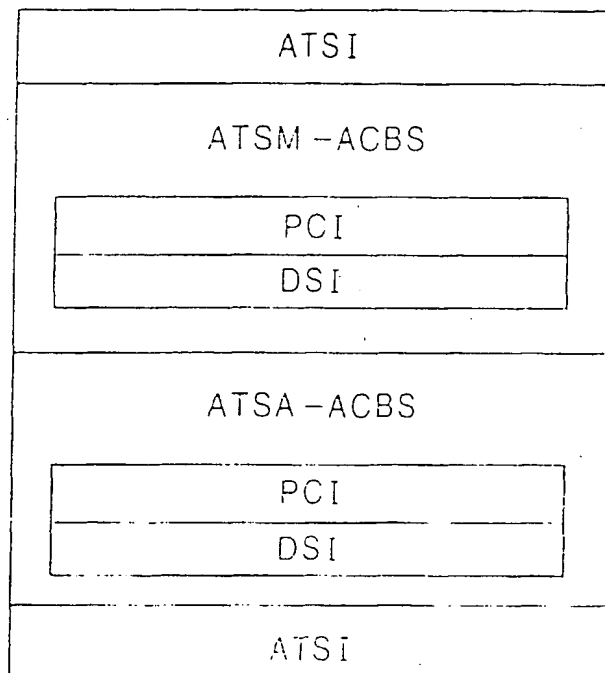 ATSI
ATSM-ACBS
PCI
DSI
ATSA-ACBS
PCI
DSI
ATSI